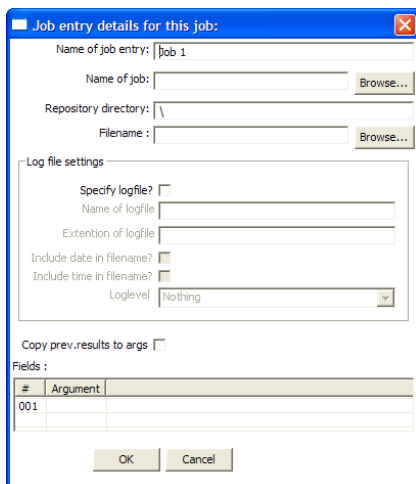 Job entry details for this job:
Name of job entry: Job 1
Name of job: Browse...
Repository directory: \
Filename : Browse...
Log file settings
Specify logfile?
Name of logfile
Extention of logfile
Include date in filename?
Include time in filename?
Loglevel Nothing
Copy prev.results to args
Fields :
# Argument
001
OK Cancel